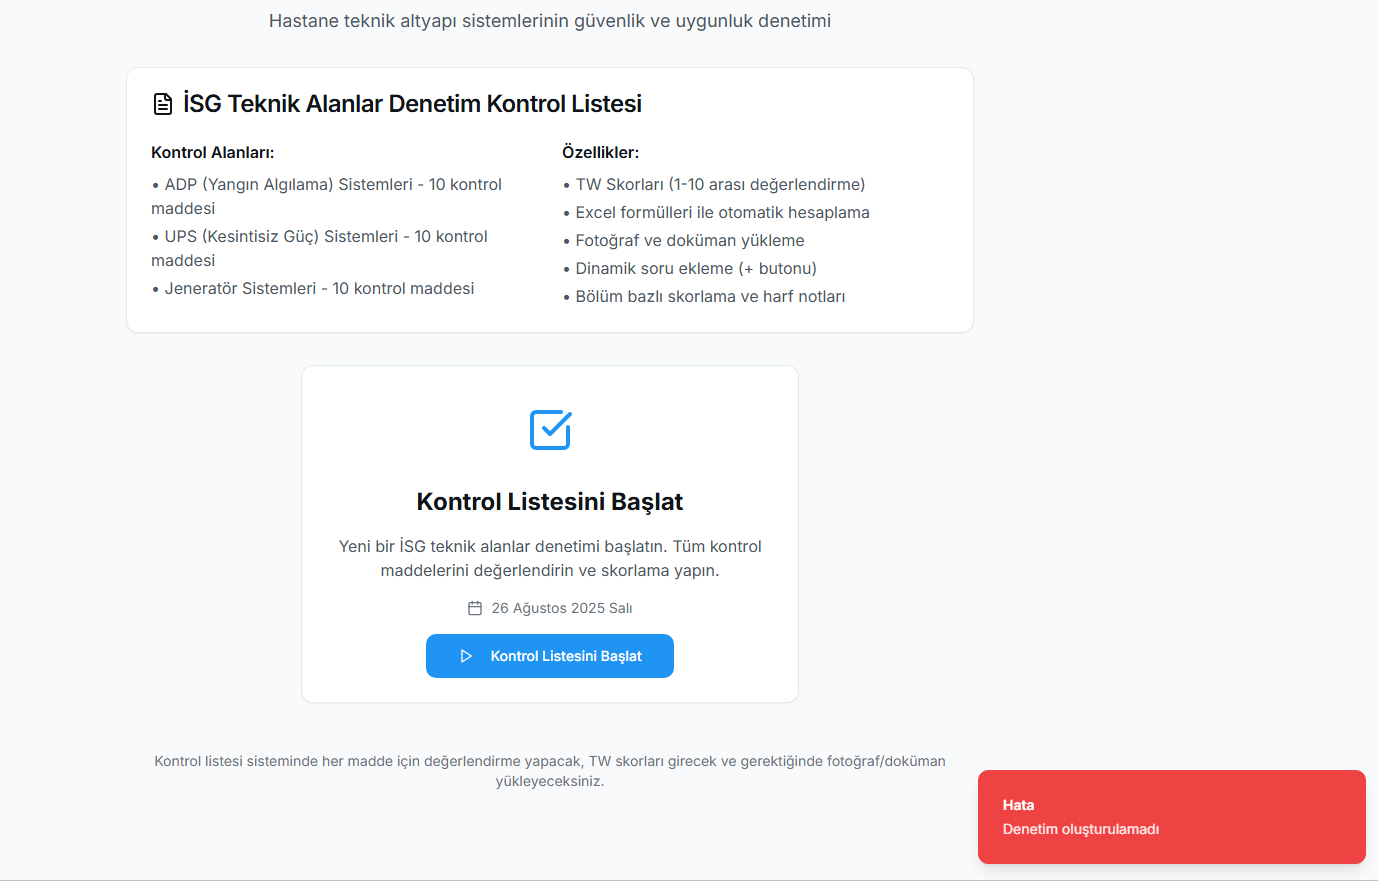 Hastane teknik altyapı sistemlerinin güvenlik ve uygunluk denetimi
İSG Teknik Alanlar Denetim Kontrol Listesi
Kontrol Alanları:
• ADP (Yangın Algılama) Sistemleri - 10 kontrol
maddesi
• UPS (Kesintisiz Güç) Sistemleri - 10 kontrol
maddesi
• Jeneratör Sistemleri - 10 kontrol maddesi
Özellikler:
• TW Skorları (1-10 arası değerlendirme)
• Excel formülleri ile otomatik hesaplama
• Fotoğraf ve doküman yükleme
• Dinamik soru ekleme (+ butonu)
• Bölüm bazlı skorlama ve harf notları
Kontrol Listesini Başlat
Yeni bir İSG teknik alanlar denetimi başlatın. Tüm kontrol
maddelerini değerlendirin ve skorlama yapın.
26 Ağustos 2025 Salı
Kontrol Listesini Başlat
Kontrol listesi sisteminde her madde için değerlendirme yapacak, TW skorları girecek ve gerektiğinde fotoğraf/doküman
yükleyeceksiniz.
Hata
Denetim oluşturulamadı